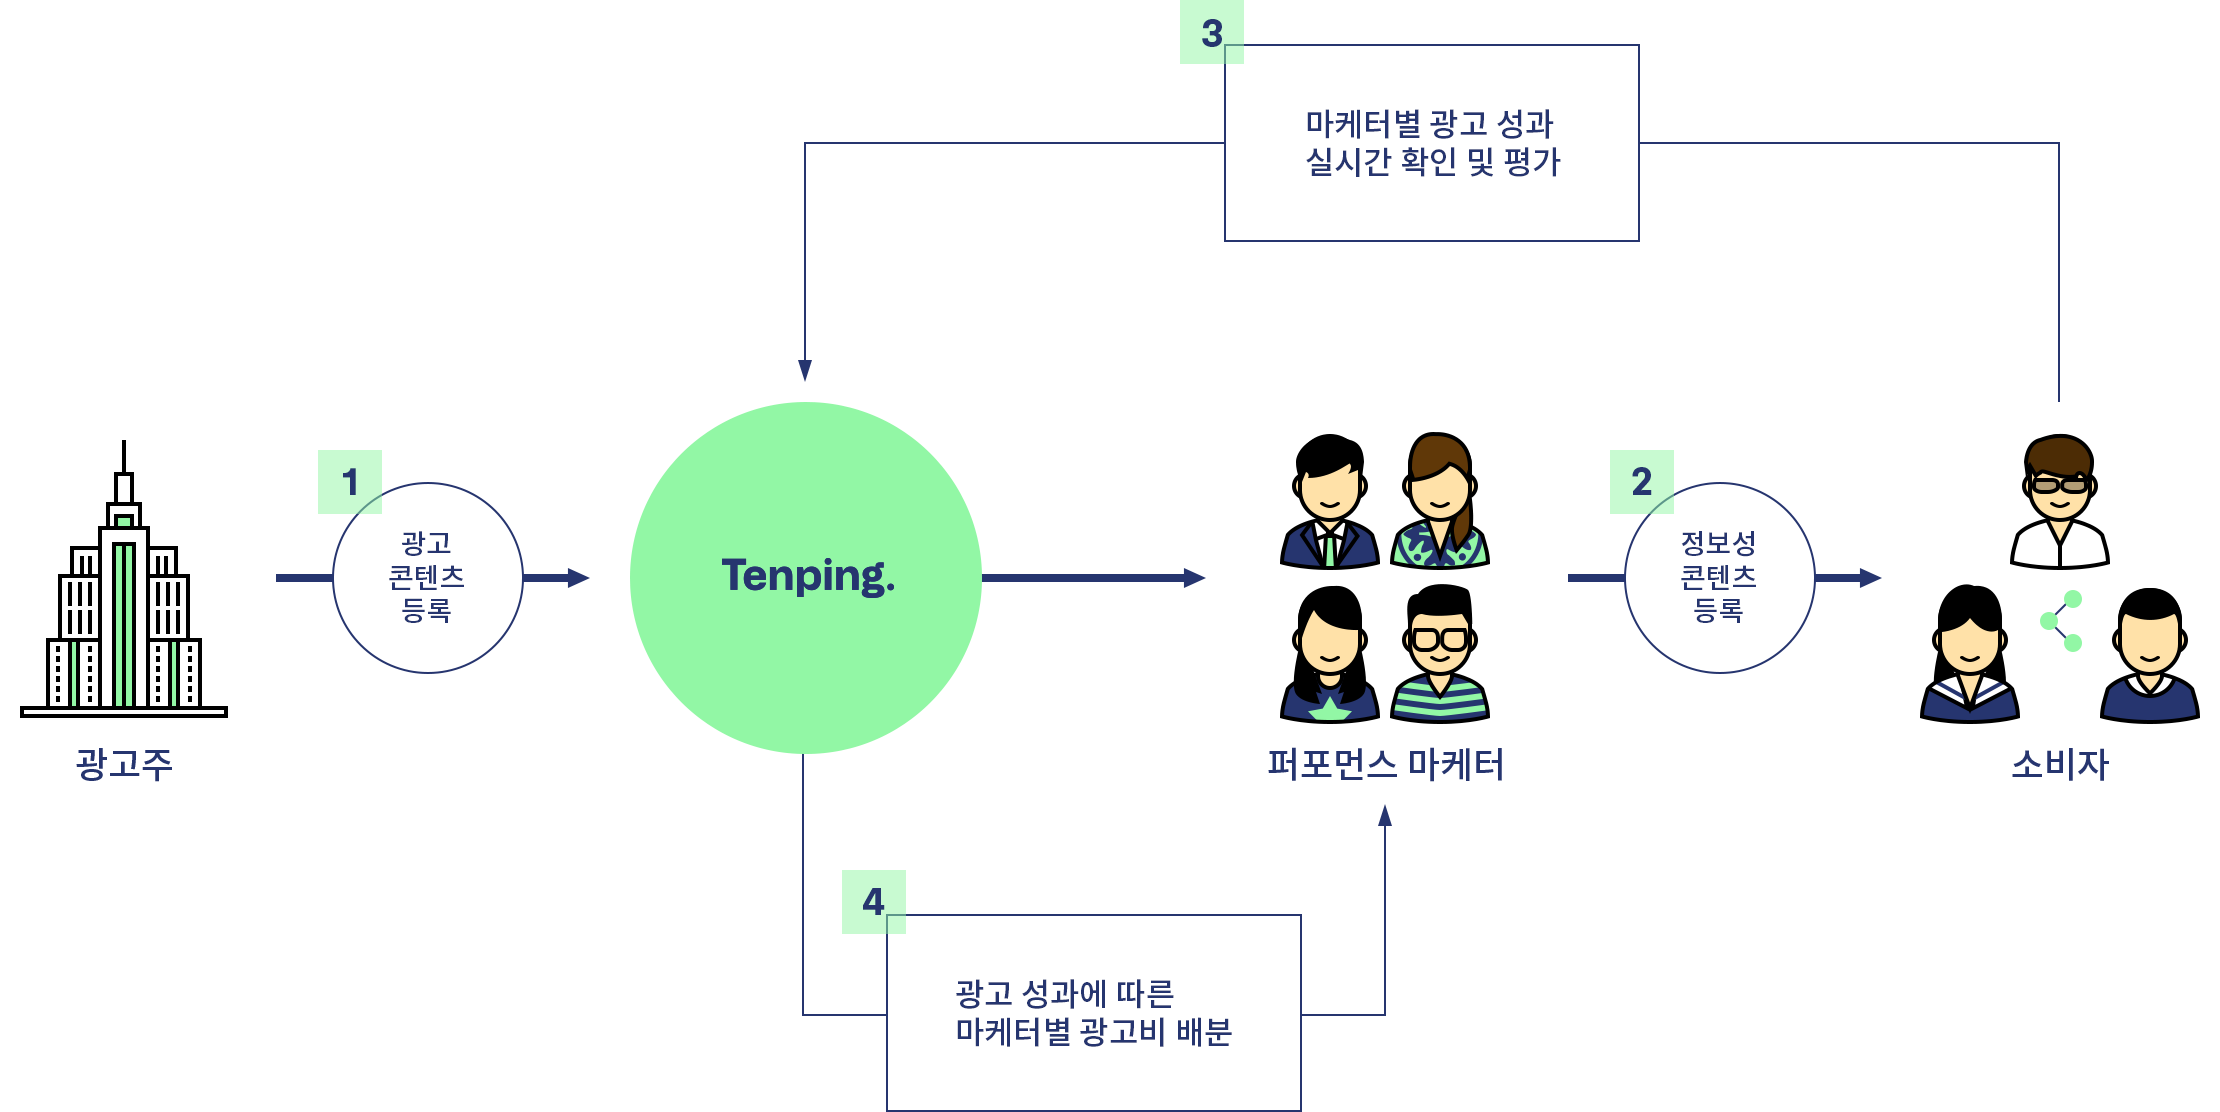 3
마케터별 광고 성과
실시간 확인 및 평가
1
광고
콘텐츠
등록
Tenping.
2
정보성
콘텐츠
등록
광고주
퍼포먼스 마케터
소비자
4
광고 성과에 따른
마케터별 광고비 배분